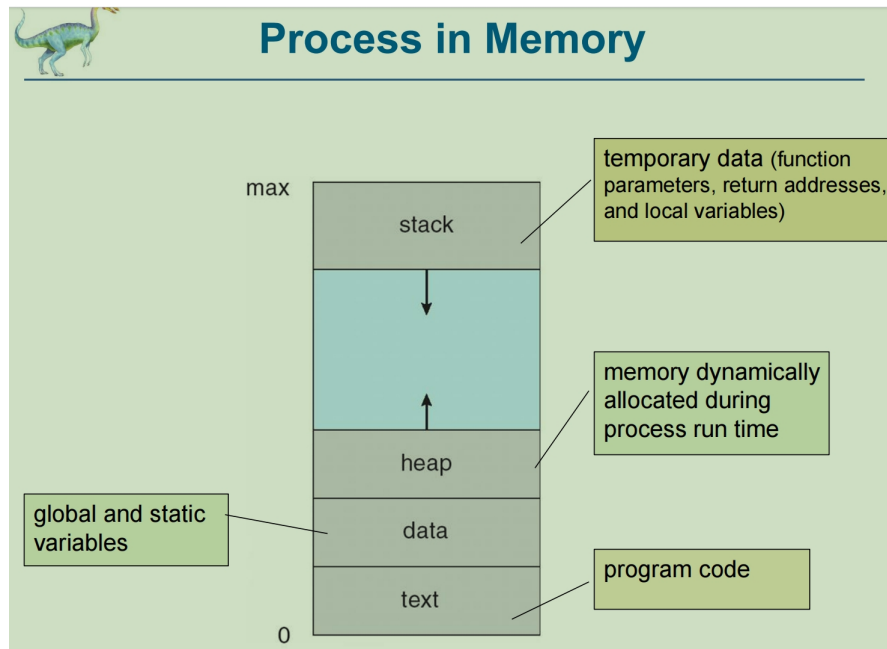 Process in Memory
temporary data (function
parameters, return addresses,
and local variables)
max
stack
memory dynamically
allocated during
process run time
heap
global and static
variables
data
program code
text
0